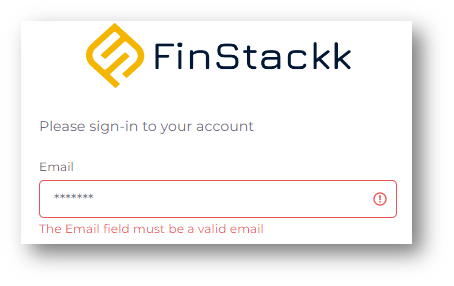 FinStackk
Please sign-in to your account
Email
*******
The Email field must be a valid email